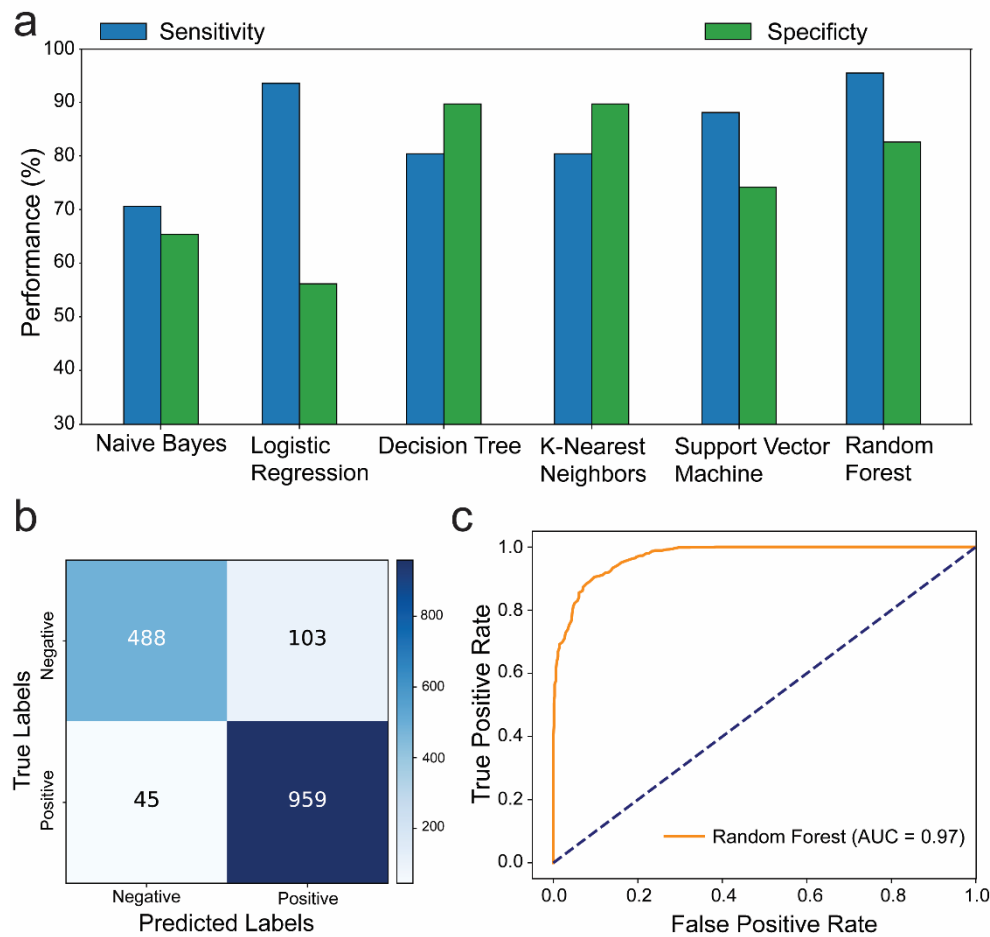 a
Sensitivity
Specificty
100
90
80
70
60
50
40
30
Performance (%)
Naive Bayes
Logistic
Regression
Decision Tree
K-Nearest
Neighbors
Support Vector
Machine
Random
Forest
b
True Labels
Negative
Positive
488
103
45
959
Negative
Positive
Predicted Labels
800
600
400
200
c
True Positive Rate
1.0
0.8
0.6
0.4
0.2
0.0
Random Forest (AUC = 0.97)
0.0
0.2
0.4
0.6
0.8
1.0
False Positive Rate